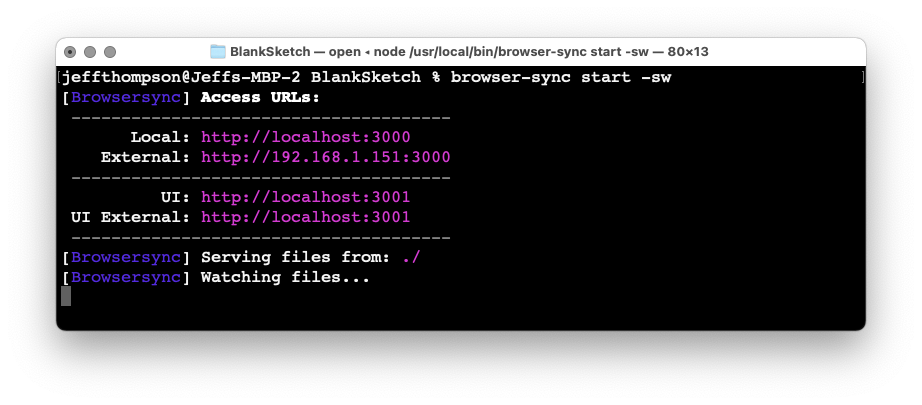 BlankSketch — open ◂ node /usr/local/bin/browser-sync start -sw — 80×13
[jeffthompson@Jeffs-MBP-2 BlankSketch % browser-sync start -sw ]
[Browsersync] Access URLs:
--------------------------------------
Local: http://localhost:3000
External: http://192.168.1.151:3000
--------------------------------------
UI: http://localhost:3001
UI External: http://localhost:3001
--------------------------------------
[Browsersync] Serving files from: ./
[Browsersync] Watching files...